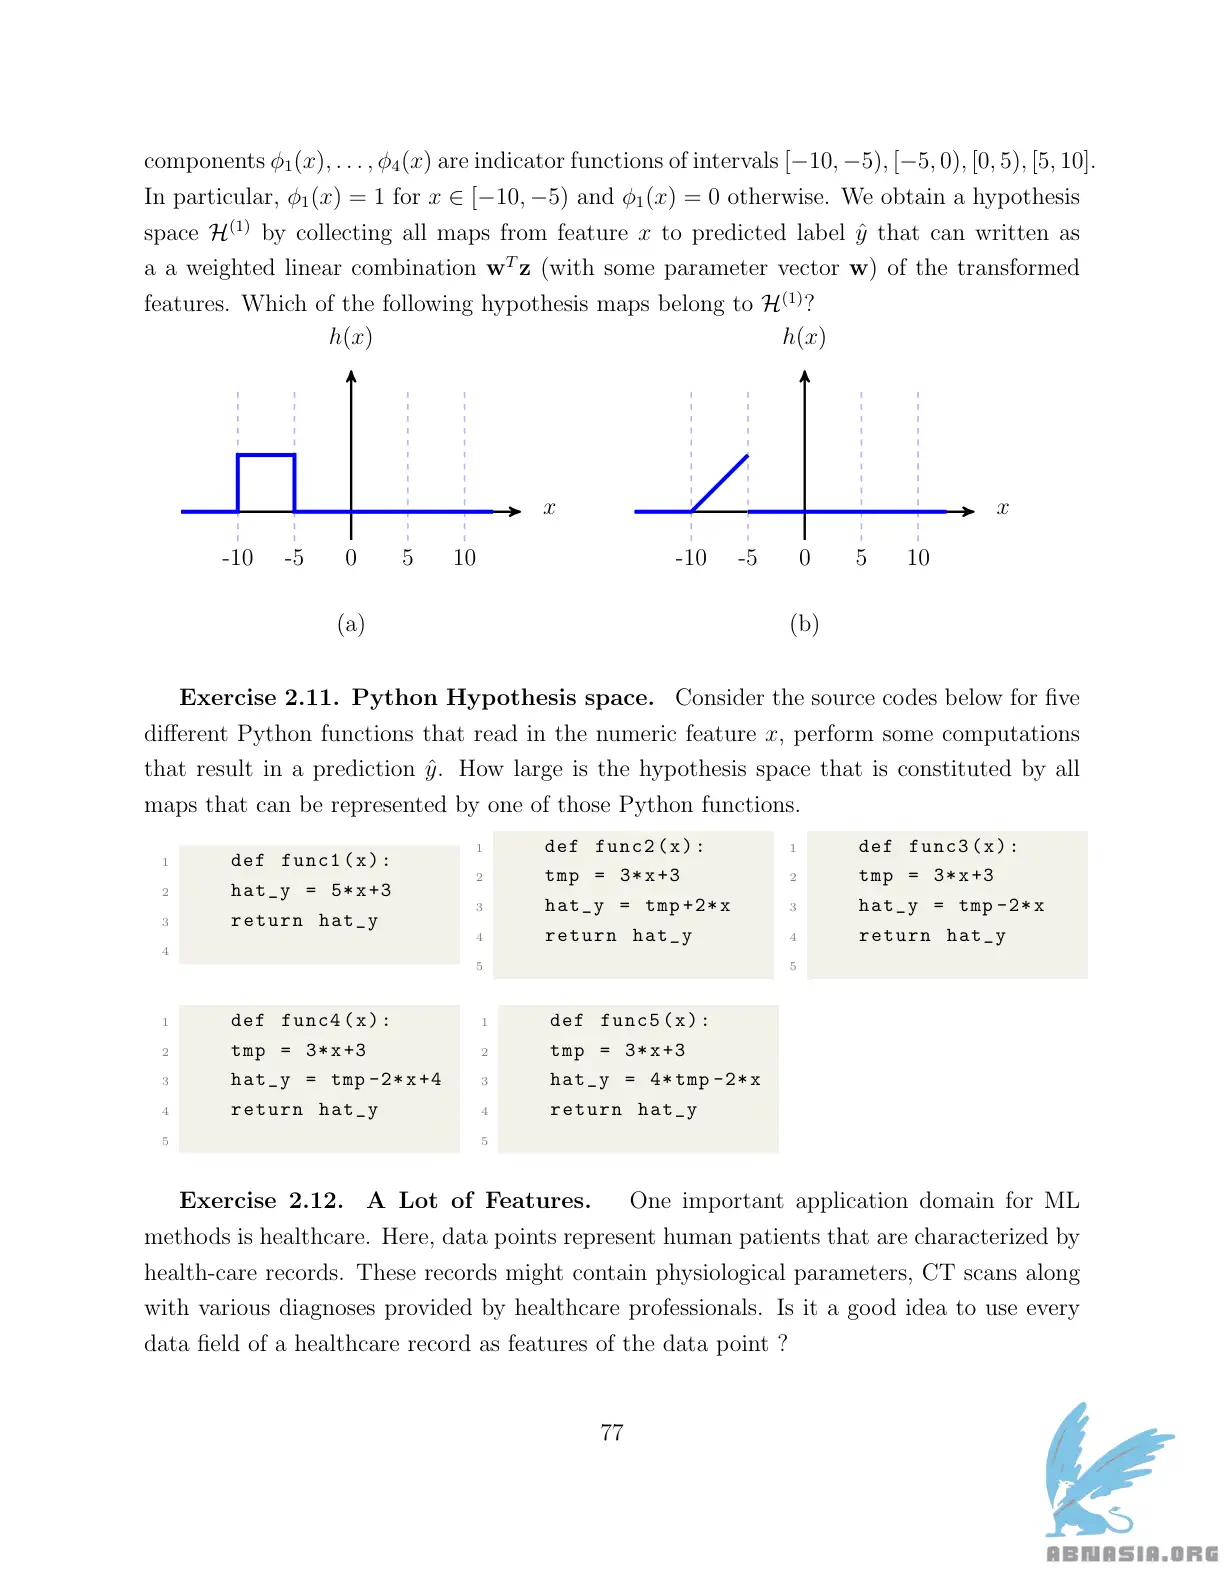 components ϕ₁(x), . . . , ϕ₄(x) are indicator functions of intervals [−10, −5), [−5, 0), [0, 5), [5, 10].
In particular, ϕ₁(x) = 1 for x ∈ [−10, −5) and ϕ₁(x) = 0 otherwise. We obtain a hypothesis
space ℋ⁽¹⁾ by collecting all maps from feature x to predicted label ŷ that can written as
a a weighted linear combination wᵀz (with some parameter vector w) of the transformed
features. Which of the following hypothesis maps belong to ℋ⁽¹⁾?
h(x) h(x)
x x
-10 -5 0 5 10 -10 -5 0 5 10
(a) (b)
Exercise 2.11. Python Hypothesis space. Consider the source codes below for five
different Python functions that read in the numeric feature x, perform some computations
that result in a prediction ŷ. How large is the hypothesis space that is constituted by all
maps that can be represented by one of those Python functions.
1 def func1(x):
2 hat_y = 5*x+3
3 return hat_y
4
1 def func2(x):
2 tmp = 3*x+3
3 hat_y = tmp+2*x
4 return hat_y
5
1 def func3(x):
2 tmp = 3*x+3
3 hat_y = tmp-2*x
4 return hat_y
5
1 def func4(x):
2 tmp = 3*x+3
3 hat_y = tmp-2*x+4
4 return hat_y
5
1 def func5(x):
2 tmp = 3*x+3
3 hat_y = 4*tmp-2*x
4 return hat_y
5
Exercise 2.12. A Lot of Features. One important application domain for ML
methods is healthcare. Here, data points represent human patients that are characterized by
health-care records. These records might contain physiological parameters, CT scans along
with various diagnoses provided by healthcare professionals. Is it a good idea to use every
data field of a healthcare record as features of the data point ?
77
ABNASIA.ORG